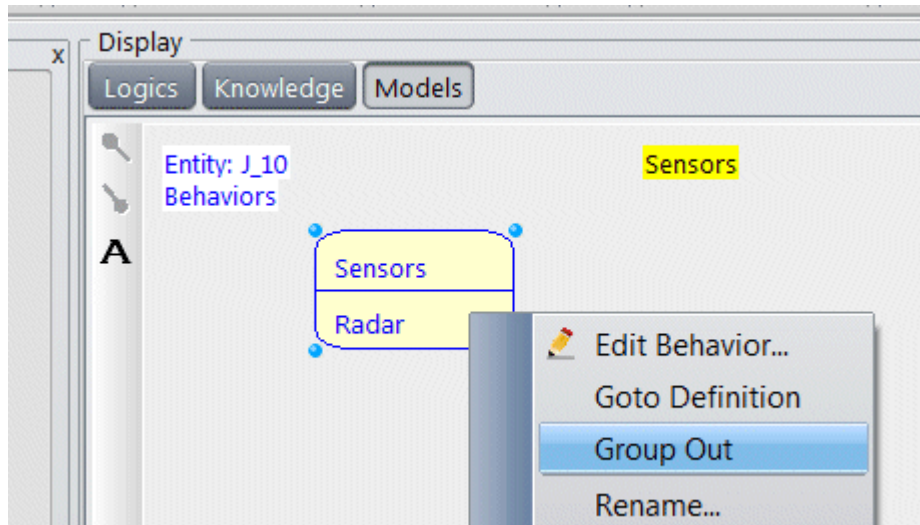 x
Display
Logics Knowledge Models
A
Entity: J_10
Behaviors
Sensors
Sensors
Radar
Edit Behavior...
Goto Definition
Group Out
Rename...